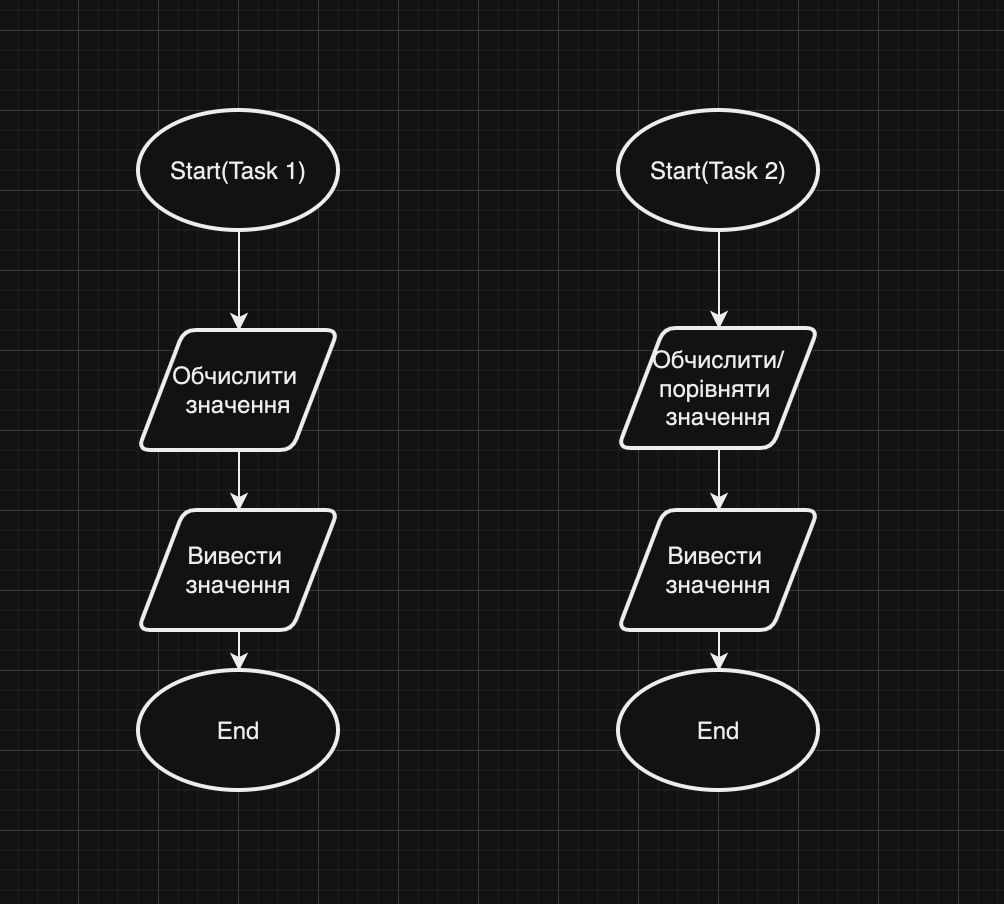 Start(Task 1)
Обчислити
значення
Вивести
значення
End
Start(Task 2)
Обчислити/
порівняти
значення
Вивести
значення
End